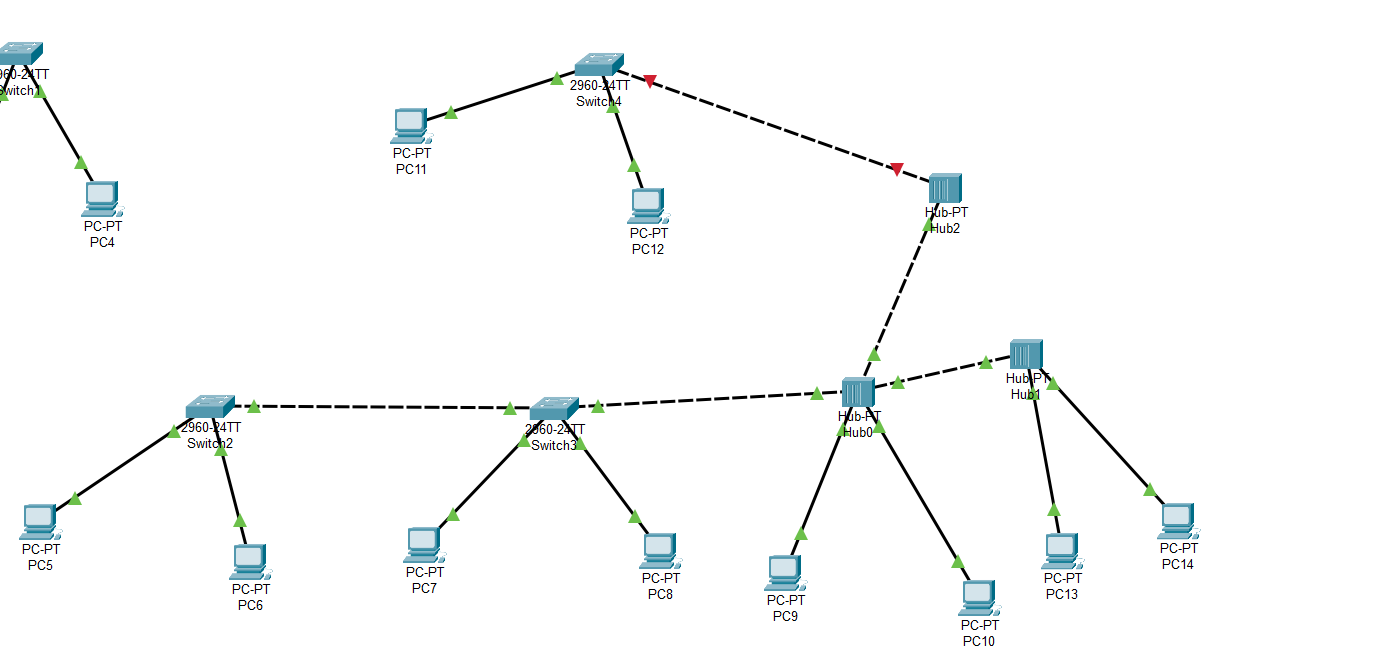 960-24TT
Switch1
PC-PT
PC4
2960-24TT
Switch4
PC-PT
PC11
PC-PT
PC12
Hub-PT
Hub2
Hub-PT
Hub1
2960-24TT
Switch2
2960-24TT
Switch3
Hub-PT
Hub0
PC-PT
PC5
PC-PT
PC6
PC-PT
PC7
PC-PT
PC8
PC-PT
PC9
PC-PT
PC10
PC-PT
PC13
PC-PT
PC14